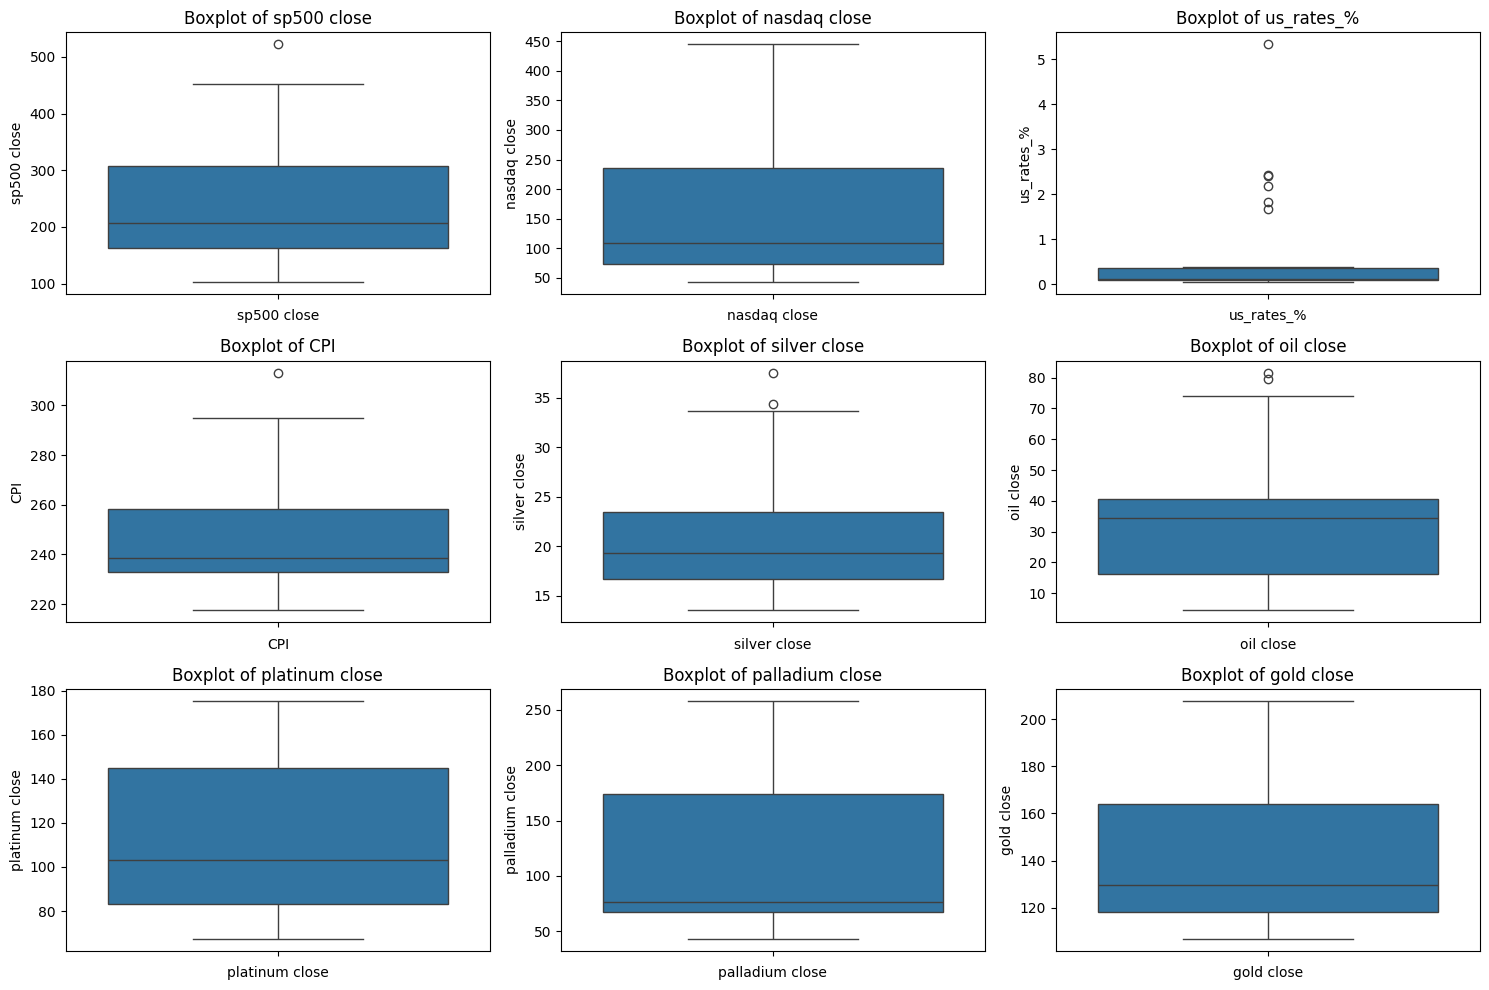 Boxplot of sp500 close
500
400
300
200
100
sp500 close
sp500 close
Boxplot of nasdaq close
450
400
350
300
250
200
150
100
50
nasdaq close
nasdaq close
Boxplot of us_rates_%
5
4
3
2
1
0
us_rates_%
us_rates_%
Boxplot of CPI
300
280
260
240
220
CPI
CPI
Boxplot of silver close
35
30
25
20
15
silver close
silver close
Boxplot of oil close
80
70
60
50
40
30
20
10
oil close
oil close
Boxplot of platinum close
180
160
140
120
100
80
platinum close
platinum close
Boxplot of palladium close
250
200
150
100
50
palladium close
palladium close
Boxplot of gold close
200
180
160
140
120
gold close
gold close